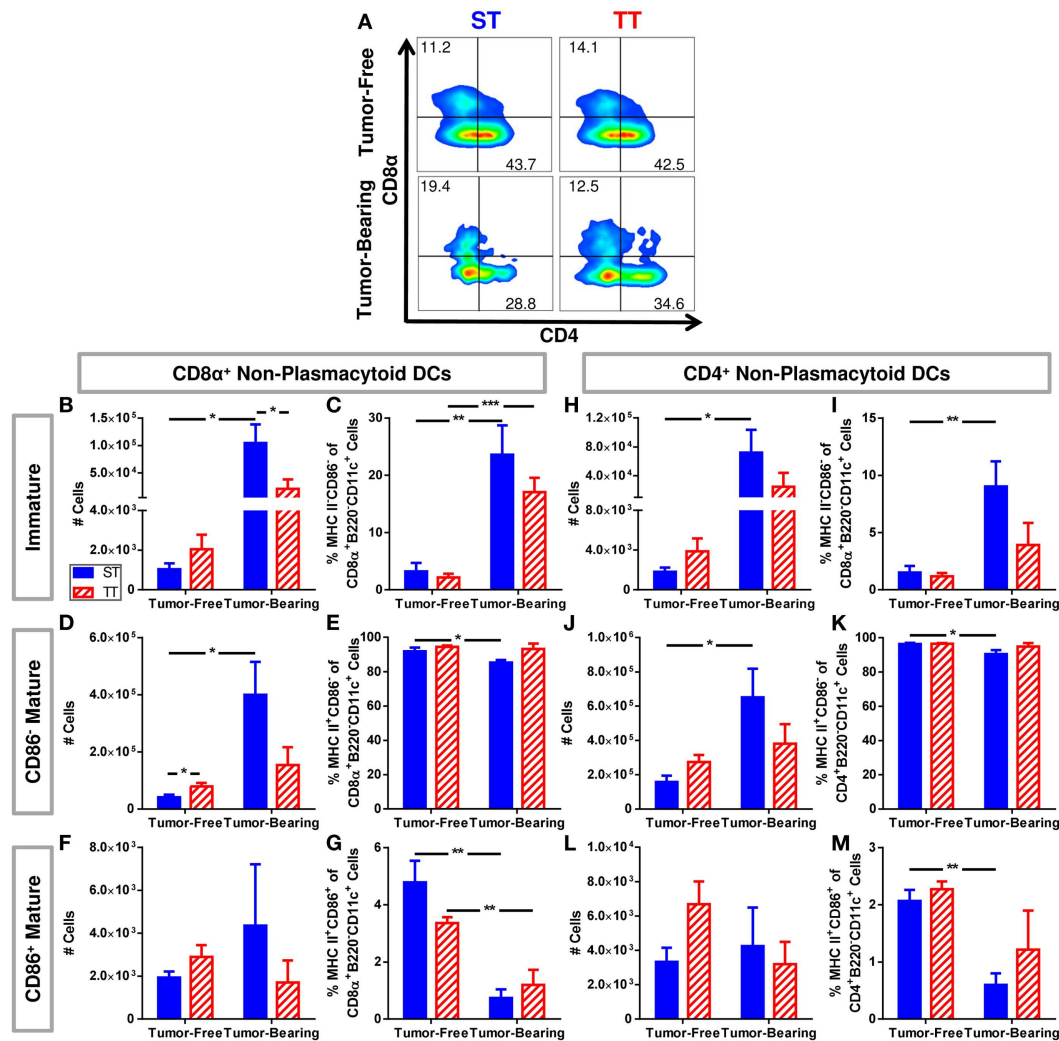 A
ST
TT
Tumor-Free
Tumor-Bearing
CD8α
CD4
11.2
43.7
14.1
42.5
19.4
28.8
12.5
34.6
CD8α⁺ Non-Plasmacytoid DCs
CD4⁺ Non-Plasmacytoid DCs
Immature
B
# Cells
1.5×10⁵
1.0×10⁵
5.0×10⁴
4.0×10³
2.0×10³
0
*
*
ST
TT
Tumor-Free Tumor-Bearing
C
% MHC II⁻CD86⁻ of
CD8α⁺B220⁻CD11c⁺ Cells
30
20
10
0
***
**
Tumor-Free Tumor-Bearing
H
# Cells
1.2×10⁵
8.0×10⁴
4.0×10⁴
4.0×10³
2.0×10³
0
*
Tumor-Free Tumor-Bearing
I
% MHC II⁻CD86⁻ of
CD8α⁺B220⁻CD11c⁺ Cells
15
10
5
0
**
Tumor-Free Tumor-Bearing
CD86⁻ Mature
D
# Cells
6.0×10⁵
4.0×10⁵
2.0×10⁵
0
*
*
Tumor-Free Tumor-Bearing
E
% MHC II⁺CD86⁻ of
CD8α⁺B220⁻CD11c⁺ Cells
100
80
60
40
20
0
*
Tumor-Free Tumor-Bearing
J
# Cells
1.0×10⁶
8.0×10⁵
6.0×10⁵
4.0×10⁵
2.0×10⁵
0
*
Tumor-Free Tumor-Bearing
K
% MHC II⁺CD86⁻ of
CD4⁺B220⁻CD11c⁺ Cells
100
80
60
40
20
0
*
Tumor-Free Tumor-Bearing
CD86⁺ Mature
F
# Cells
8.0×10³
6.0×10³
4.0×10³
2.0×10³
0
Tumor-Free Tumor-Bearing
G
% MHC II⁺CD86⁺ of
CD8α⁺B220⁻CD11c⁺ Cells
6
4
2
0
**
**
Tumor-Free Tumor-Bearing
L
# Cells
1.0×10⁴
8.0×10³
6.0×10³
4.0×10³
2.0×10³
0
Tumor-Free Tumor-Bearing
M
% MHC II⁺CD86⁺ of
CD4⁺B220⁻CD11c⁺ Cells
3
2
1
0
**
Tumor-Free Tumor-Bearing